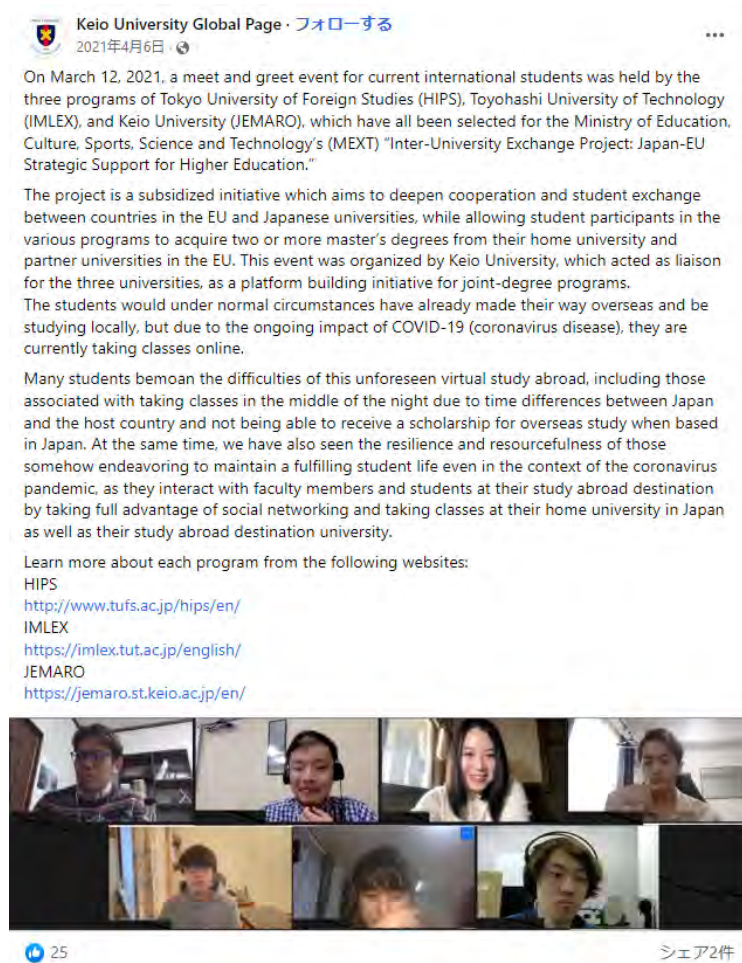 Keio University Global Page · フォローする
2021年4月6日 ·
On March 12, 2021, a meet and greet event for current international students was held by the
three programs of Tokyo University of Foreign Studies (HIPS), Toyohashi University of Technology
(IMLEX), and Keio University (JEMARO), which have all been selected for the Ministry of Education,
Culture, Sports, Science and Technology's (MEXT) "Inter-University Exchange Project: Japan-EU
Strategic Support for Higher Education."
The project is a subsidized initiative which aims to deepen cooperation and student exchange
between countries in the EU and Japanese universities, while allowing student participants in the
various programs to acquire two or more master's degrees from their home university and
partner universities in the EU. This event was organized by Keio University, which acted as liaison
for the three universities, as a platform building initiative for joint-degree programs.
The students would under normal circumstances have already made their way overseas and be
studying locally, but due to the ongoing impact of COVID-19 (coronavirus disease), they are
currently taking classes online.
Many students bemoan the difficulties of this unforeseen virtual study abroad, including those
associated with taking classes in the middle of the night due to time differences between Japan
and the host country and not being able to receive a scholarship for overseas study when based
in Japan. At the same time, we have also seen the resilience and resourcefulness of those
somehow endeavoring to maintain a fulfilling student life even in the context of the coronavirus
pandemic, as they interact with faculty members and students at their study abroad destination
by taking full advantage of social networking and taking classes at their home university in Japan
as well as their study abroad destination university.
Learn more about each program from the following websites:
HIPS
http://www.tufs.ac.jp/hips/en/
IMLEX
https://imlex.tut.ac.jp/english/
JEMARO
https://jemaro.st.keio.ac.jp/en/
25
シェア2件